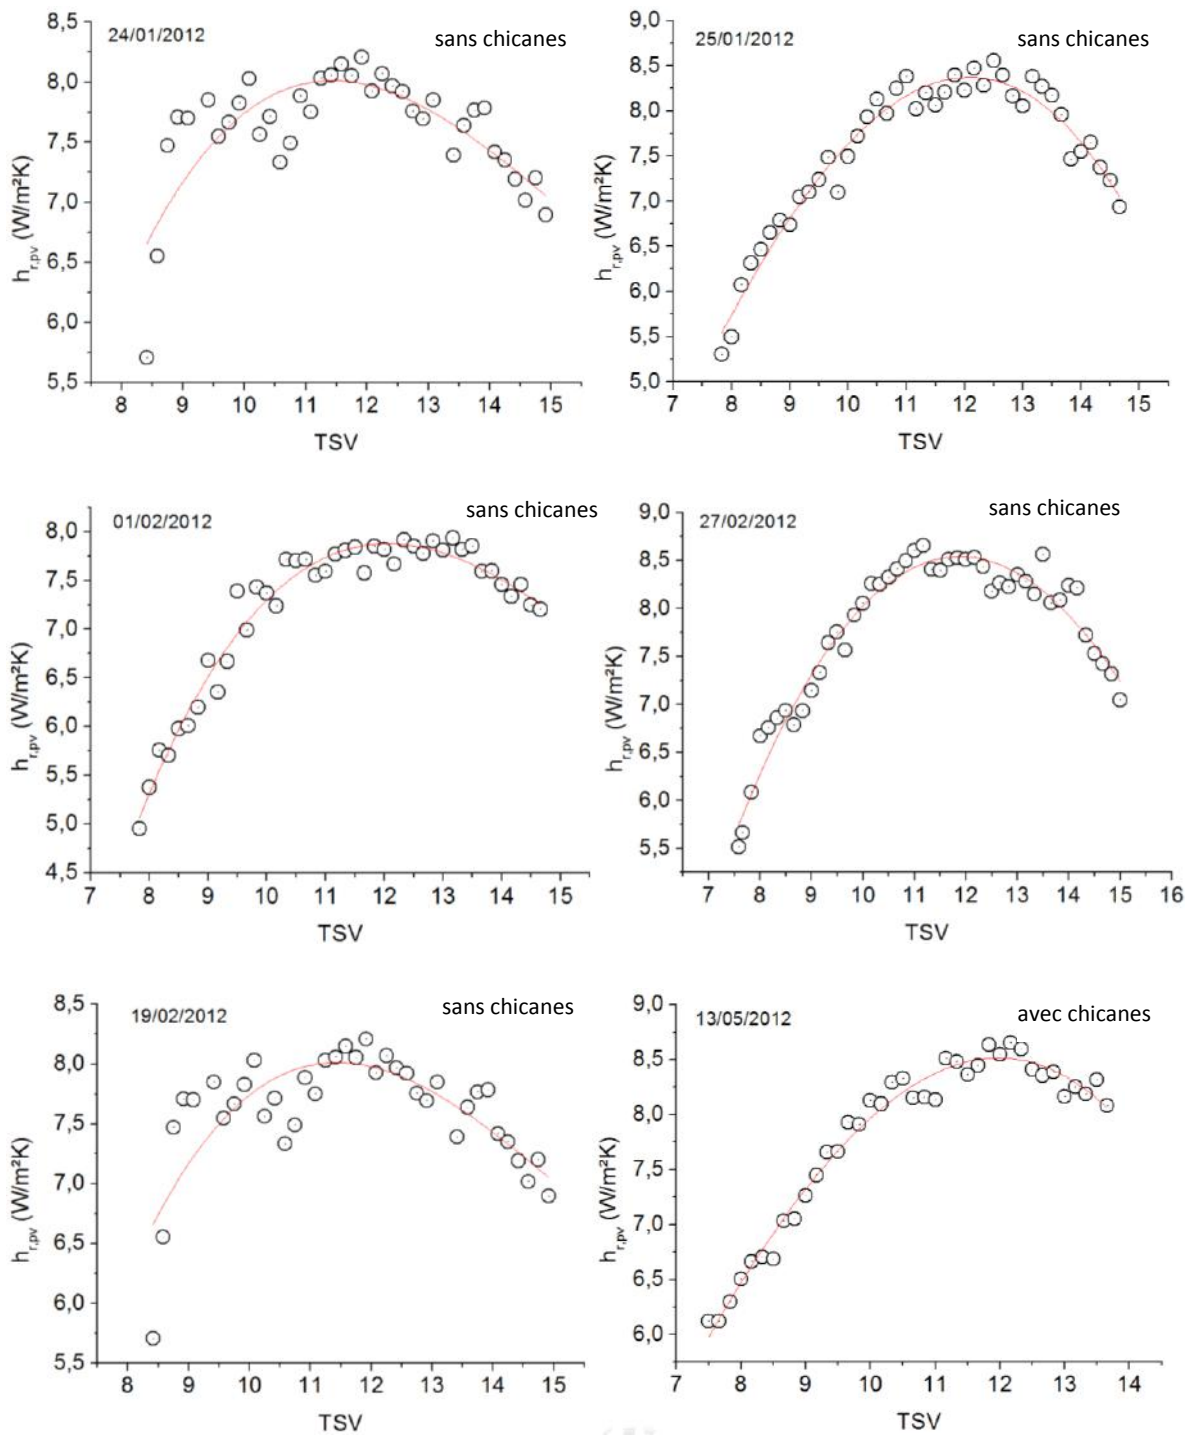 24/01/2012
sans chicanes
8,5
8,0
7,5
7,0
6,5
6,0
5,5
h r,pv (W/m²K)
8 9 10 11 12 13 14 15
TSV
25/01/2012
sans chicanes
9,0
8,5
8,0
7,5
7,0
6,5
6,0
5,5
5,0
h r,pv (W/m²K)
7 8 9 10 11 12 13 14 15
TSV
01/02/2012
sans chicanes
8,0
7,5
7,0
6,5
6,0
5,5
5,0
4,5
h r,pv (W/m²K)
7 8 9 10 11 12 13 14 15
TSV
27/02/2012
sans chicanes
9,0
8,5
8,0
7,5
7,0
6,5
6,0
5,5
h r,pv (W/m²K)
7 8 9 10 11 12 13 14 15 16
TSV
19/02/2012
sans chicanes
8,5
8,0
7,5
7,0
6,5
6,0
5,5
h r,pv (W/m²K)
8 9 10 11 12 13 14 15
TSV
13/05/2012
avec chicanes
9,0
8,5
8,0
7,5
7,0
6,5
6,0
h r,pv (W/m²K)
7 8 9 10 11 12 13 14
TSV